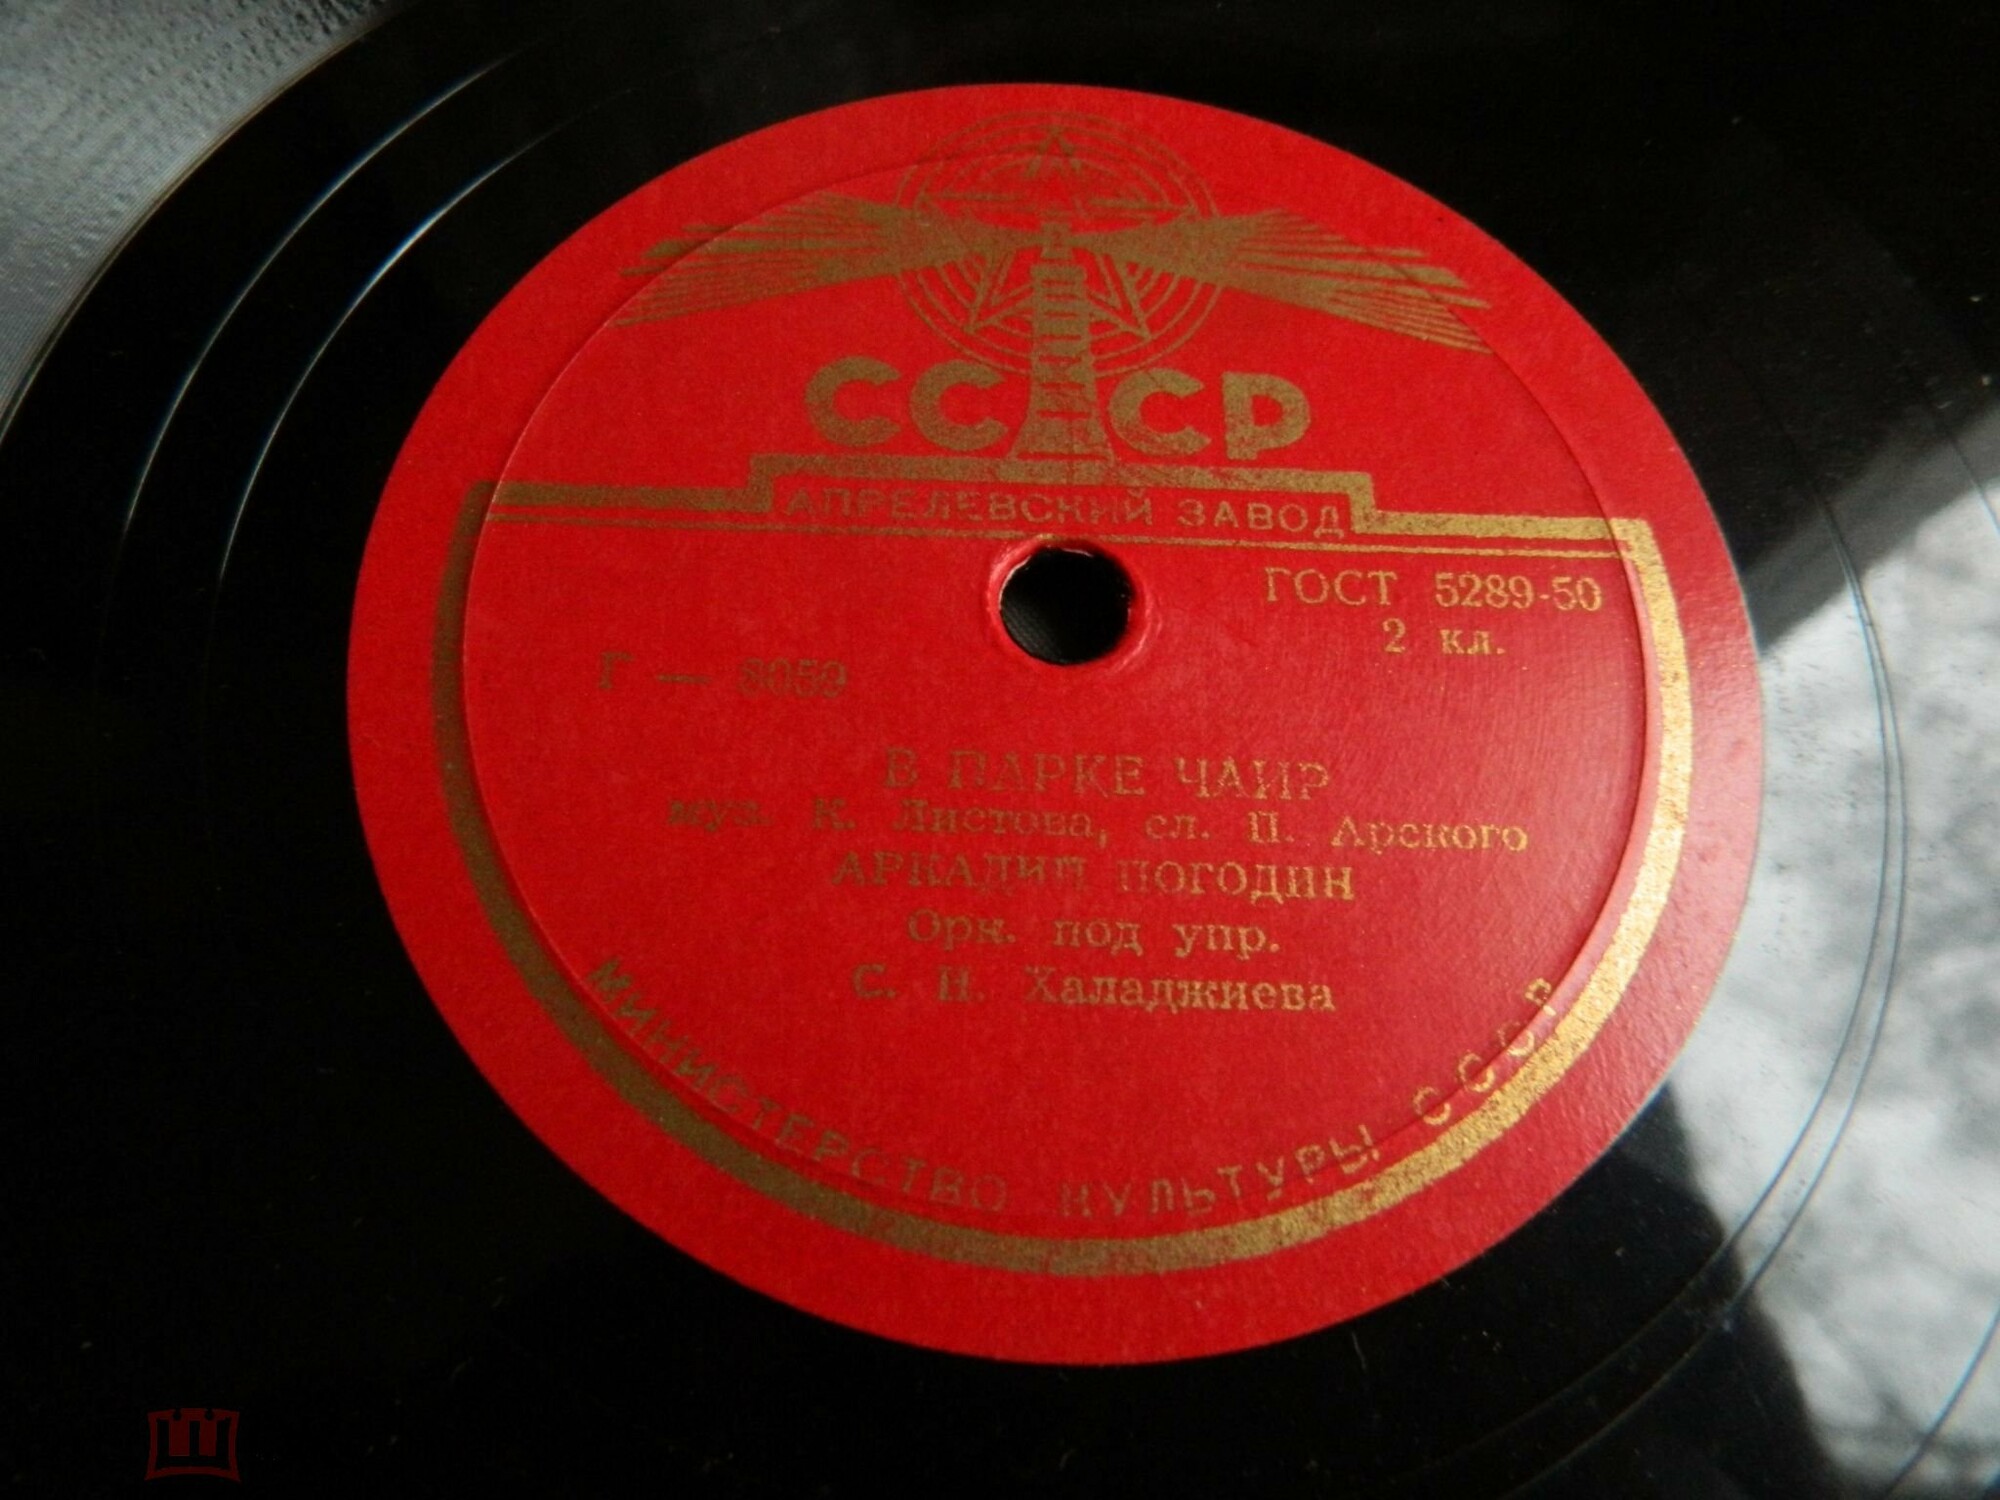 СССР
АПРЕЛЕВСКИЙ ЗАВОД
ГОСТ 5289-50
2 кл.
Г — 8059
В ПАРКЕ ЧАИР
муз. К. Листова, сл. П. Арского
АРКАДИЙ ПОГОДИН
Орк. под упр.
С. Н. Халаджиева
МИНИСТЕРСТВО КУЛЬТУРЫ СССР